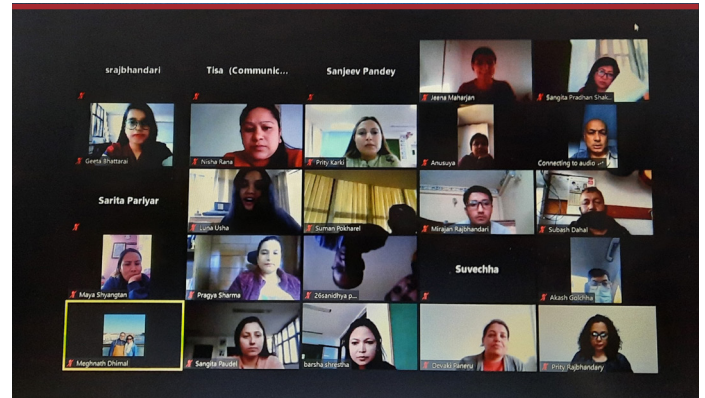 srajbhandari
Tisa (Communic...
Sanjeev Pandey
Jeena Maharjan
Sangita Pradhan Shak...
Geeta Bhattarai
Nisha Rana
Prity Karki
Anusuya
Connecting to audio
Sarita Pariyar
Luna Usha
Suman Pokharel
Mirajan Rajbhandari
Subash Dahal
Maya Shyangtan
Pragya Sharma
26sanidhya p...
Suvechha
Akash Golchha
Meghnath Dhimal
Sangita Paudel
barsha shrestha
Devaki Paneru
Prity Rajbhandary